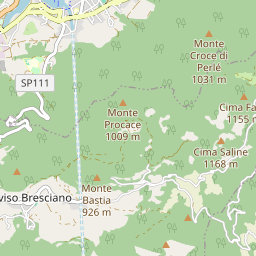 Monte
Croce di
Perle
1031 m
SP111
Monte
Procace
1009 m
Cima Fa
1155 m
Cima Saline
1168 m
Monte
Bastia
926 m
viso Bresciano